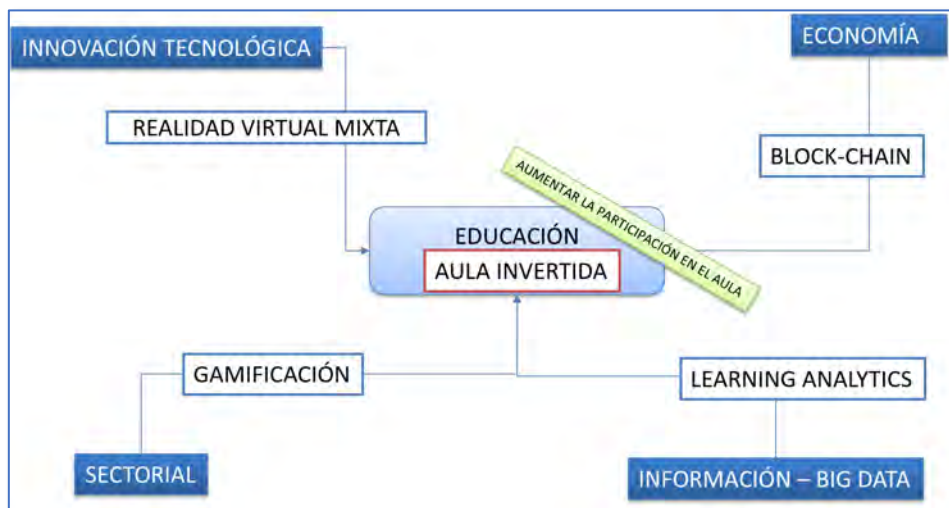 INNOVACIÓN TECNOLÓGICA
ECONOMÍA
REALIDAD VIRTUAL MIXTA
BLOCK-CHAIN
AUMENTAR LA PARTICIPACIÓN EN EL AULA
EDUCACIÓN
AULA INVERTIDA
GAMIFICACIÓN
LEARNING ANALYTICS
SECTORIAL
INFORMACIÓN – BIG DATA